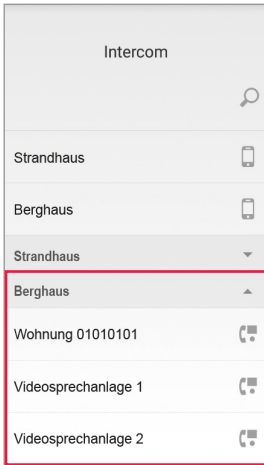 Intercom
Strandhaus
Berghaus
Strandhaus
Berghaus
Wohnung 01010101
Videosprechanlage 1
Videosprechanlage 2